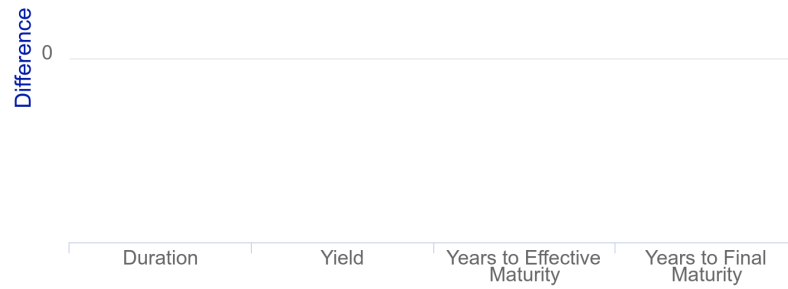 Difference
0
Duration
Yield
Years to Effective
Maturity
Years to Final
Maturity